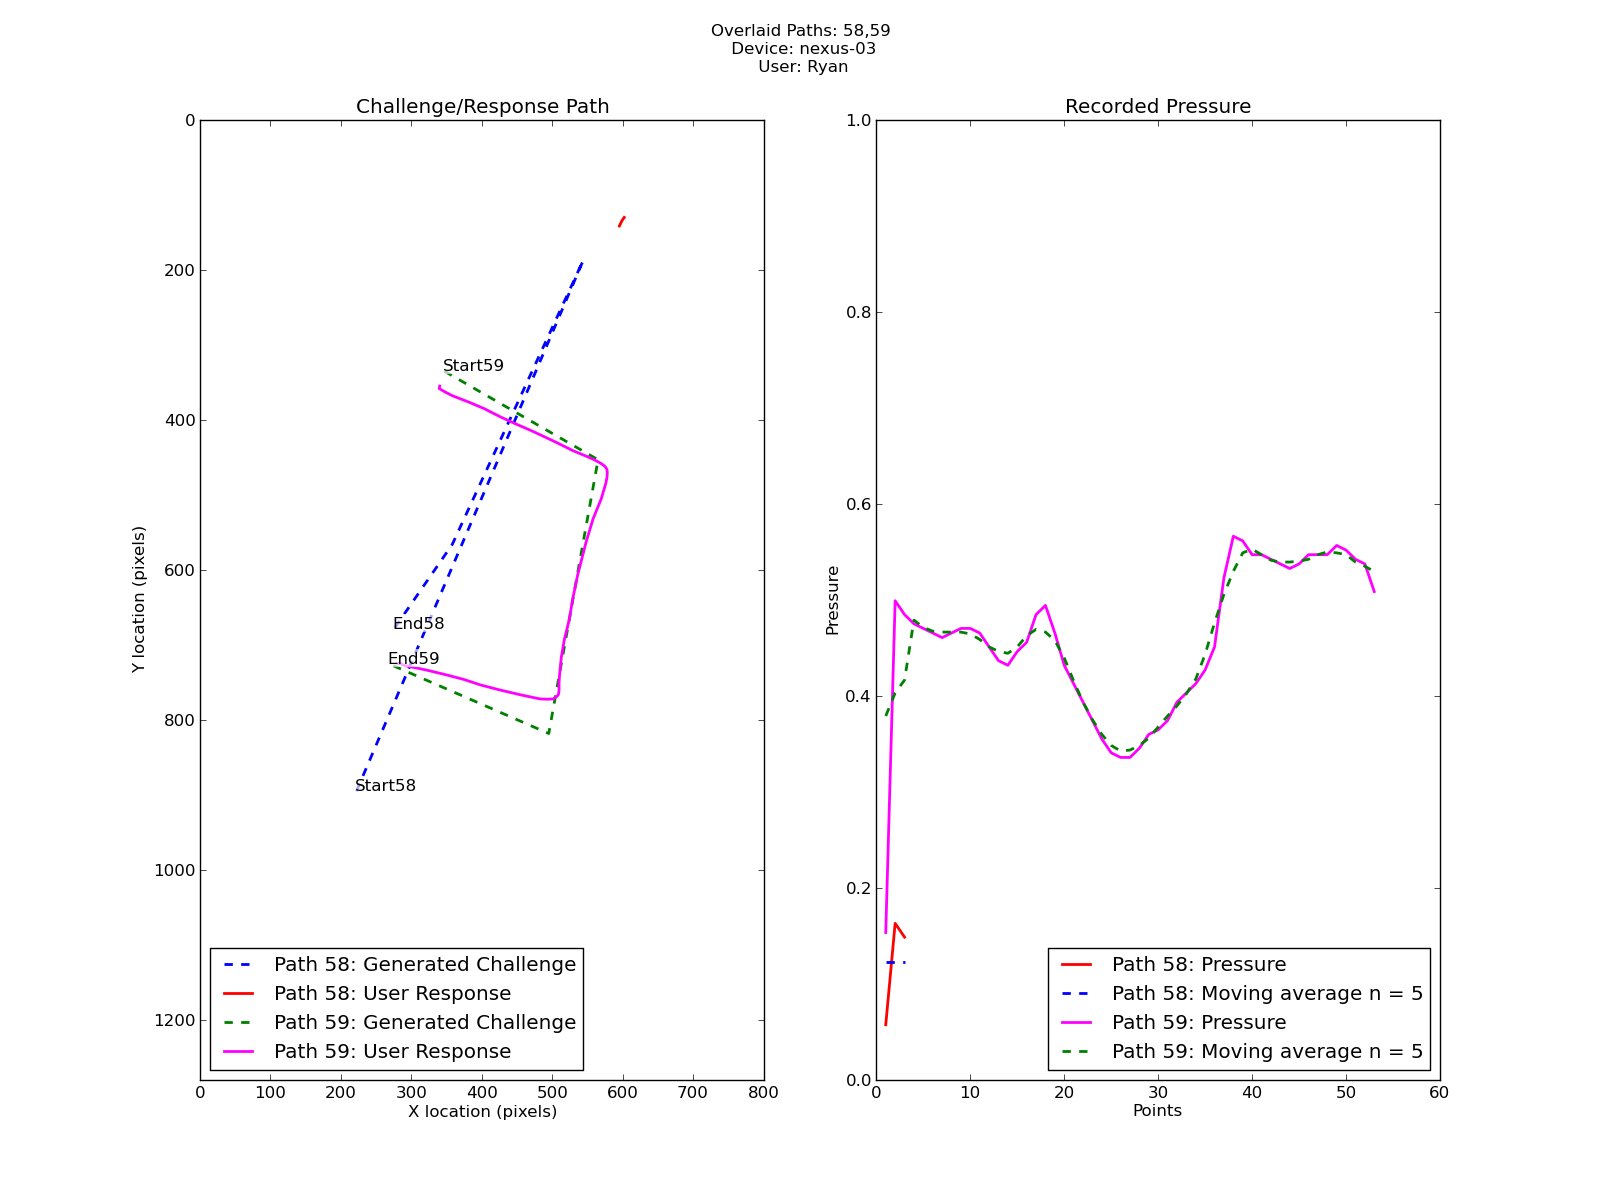 Overlaid Paths: 58,59
Device: nexus-03
User: Ryan
Challenge/Response Path
0
200
400
600
800
1000
1200
Y location (pixels)
Start59
End58
End59
Start58
Path 58: Generated Challenge
Path 58: User Response
Path 59: Generated Challenge
Path 59: User Response
0 100 200 300 400 500 600 700 800
X location (pixels)
Recorded Pressure
1.0
0.8
0.6
0.4
0.2
0.0
Pressure
Path 58: Pressure
Path 58: Moving average n = 5
Path 59: Pressure
Path 59: Moving average n = 5
0 10 20 30 40 50 60
Points